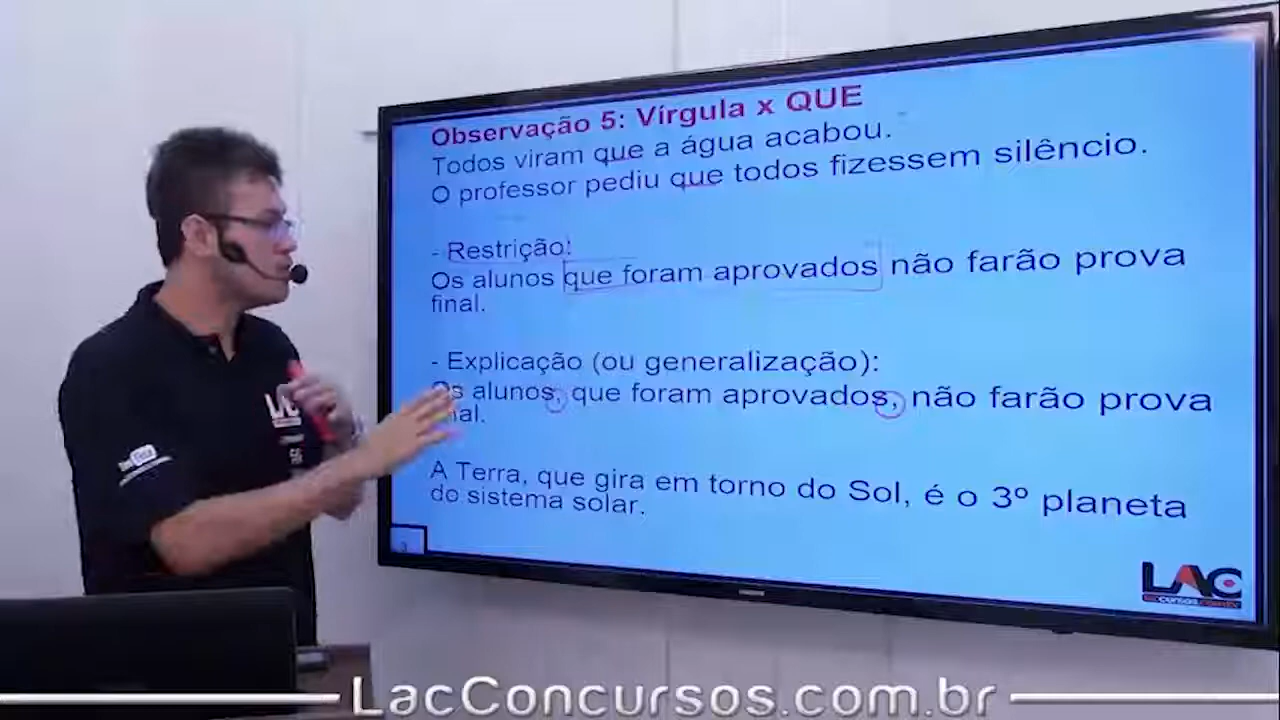 Observação 5: Vírgula x QUE
Todos viram que a água acabou.
O professor pediu que todos fizessem silêncio.
- Restrição:
Os alunos que foram aprovados não farão prova
final.
- Explicação (ou generalização):
Os alunos, que foram aprovados, não farão prova
final.
A Terra, que gira em torno do Sol, é o 3º planeta
do sistema solar.
LAC
LacConcursos.com.br